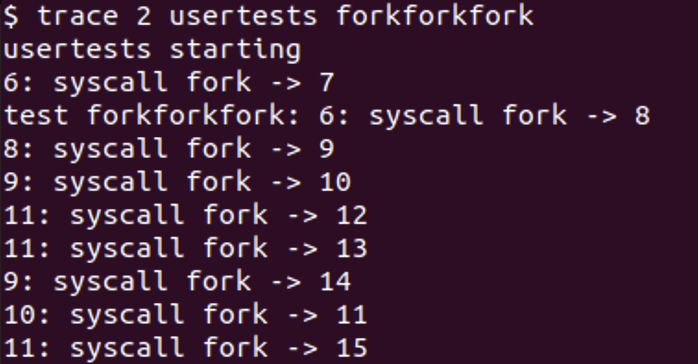 $ trace 2 usertests forkforkfork
usertests starting
6: syscall fork -> 7
test forkforkfork: 6: syscall fork -> 8
8: syscall fork -> 9
9: syscall fork -> 10
11: syscall fork -> 12
11: syscall fork -> 13
9: syscall fork -> 14
10: syscall fork -> 11
11: syscall fork -> 15